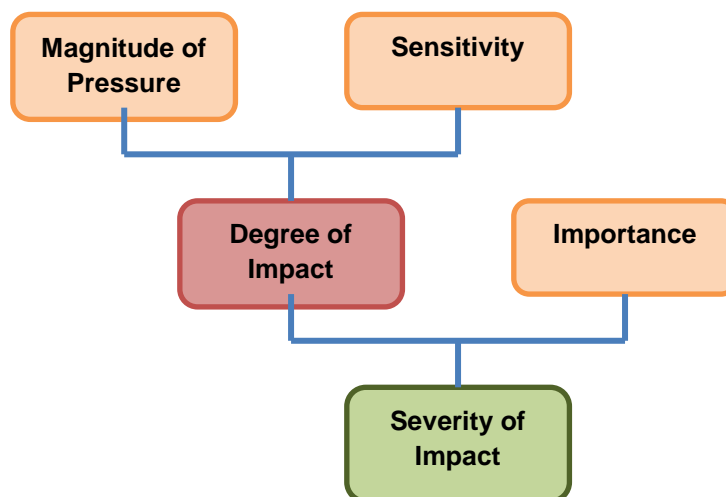 Magnitude of
Pressure
Sensitivity
Degree of
Impact
Importance
Severity of
Impact